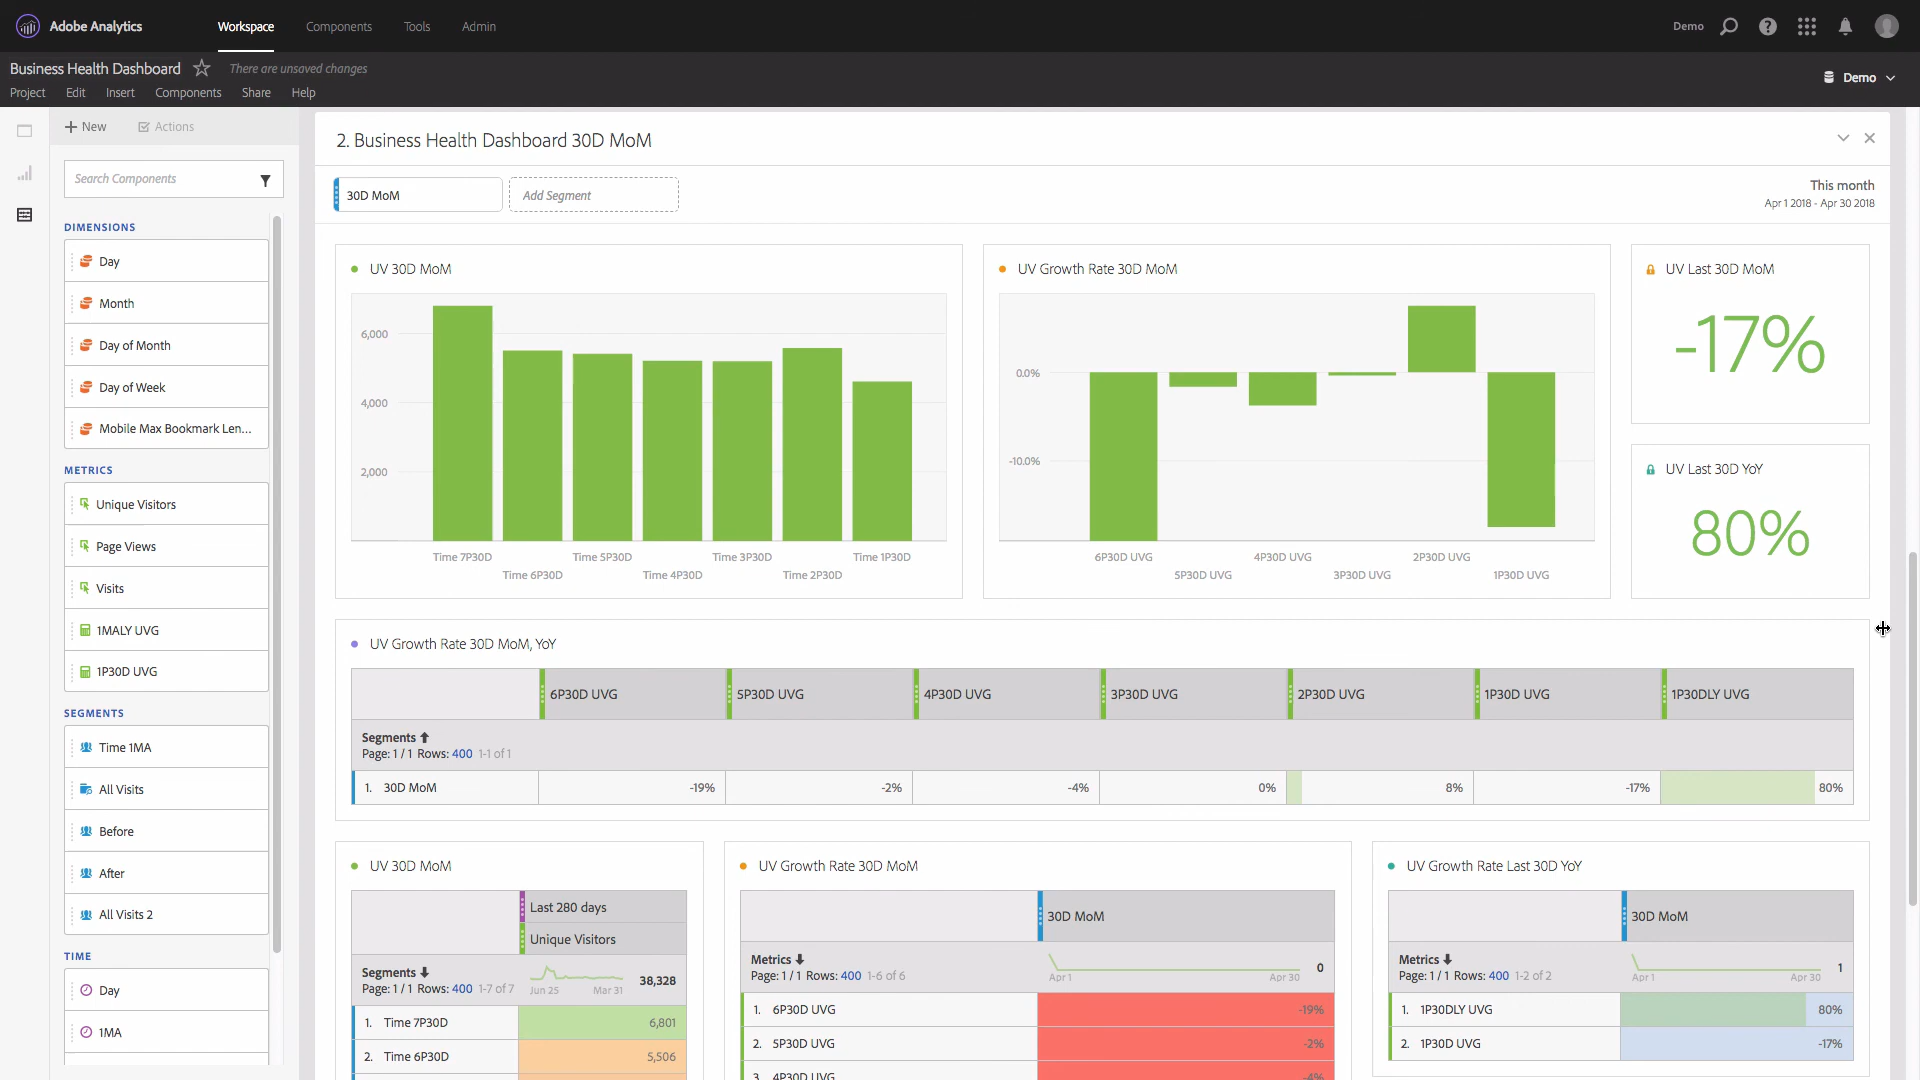 Adobe Analytics
Workspace
Components
Tools
Admin
Demo
Business Health Dashboard
There are unsaved changes
Project
Edit
Insert
Components
Share
Help
Demo
New
Actions
Search Components
DIMENSIONS
Day
Month
Day of Month
Day of Week
Mobile Max Bookmark Len...
METRICS
Unique Visitors
Page Views
Visits
1MALY UVG
1P30D UVG
SEGMENTS
Time 1MA
All Visits
Before
After
All Visits 2
TIME
Day
1MA
2. Business Health Dashboard 30D MoM
30D MoM
Add Segment
This month
Apr 1 2018 - Apr 30 2018
UV 30D MoM
6,000
4,000
2,000
Time 7P30D
Time 6P30D
Time 5P30D
Time 4P30D
Time 3P30D
Time 2P30D
Time 1P30D
UV Growth Rate 30D MoM
0.0%
-10.0%
6P30D UVG
5P30D UVG
4P30D UVG
3P30D UVG
2P30D UVG
1P30D UVG
UV Last 30D MoM
-17%
UV Last 30D YoY
80%
UV Growth Rate 30D MoM, YoY
6P30D UVG
5P30D UVG
4P30D UVG
3P30D UVG
2P30D UVG
1P30D UVG
1P30DLY UVG
Segments
Page: 1 / 1 Rows: 400 1-1 of 1
1. 30D MoM -19% -2% -4% 0% 8% -17% 80%
UV 30D MoM
Last 280 days
Unique Visitors
Segments
Page: 1 / 1 Rows: 400 1-7 of 7
Jun 25
Mar 31
38,328
1. Time 7P30D 6,801
2. Time 6P30D 5,506
UV Growth Rate 30D MoM
30D MoM
Metrics
Page: 1 / 1 Rows: 400 1-6 of 6
Apr 1
Apr 30
0
1. 6P30D UVG -19%
2. 5P30D UVG -2%
3. 4P30D UVG -4%
UV Growth Rate Last 30D YoY
30D MoM
Metrics
Page: 1 / 1 Rows: 400 1-2 of 2
Apr 1
Apr 30
1
1. 1P30DLY UVG 80%
2. 1P30D UVG -17%